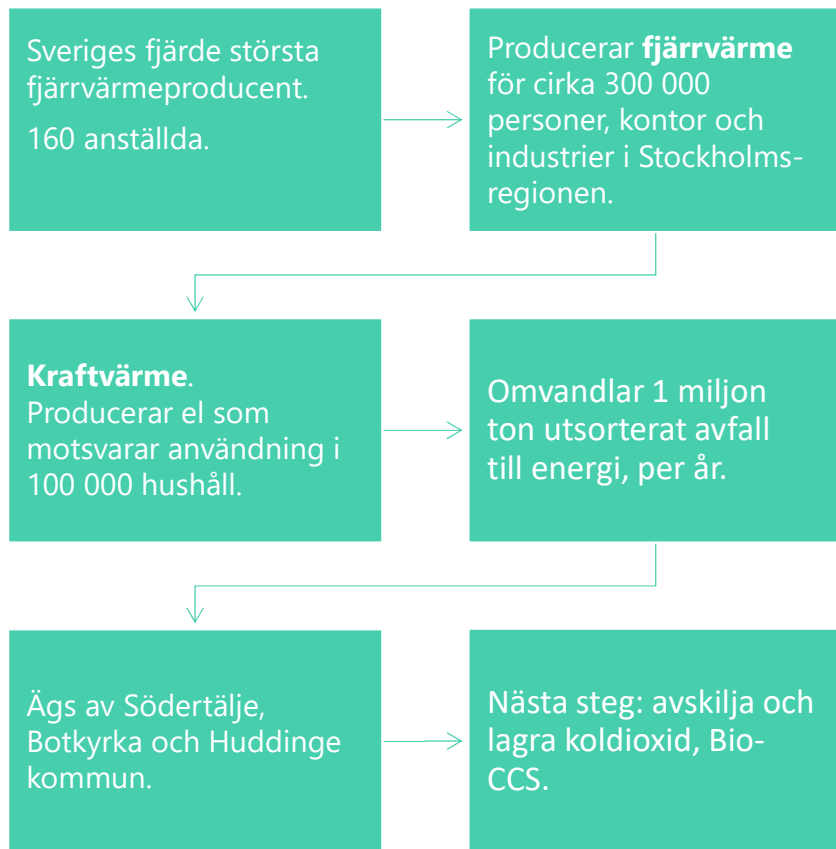 Sveriges fjärde största
fjärrvärmeproducent.
160 anställda.
Producerar fjärrvärme
för cirka 300 000
personer, kontor och
industrier i Stockholms-
regionen.
Kraftvärme.
Producerar el som
motsvarar användning i
100 000 hushåll.
Omvandlar 1 miljon
ton utsorterat avfall
till energi, per år.
Ägs av Södertälje,
Botkyrka och Huddinge
kommun.
Nästa steg: avskilja och
lagra koldioxid, Bio-
CCS.